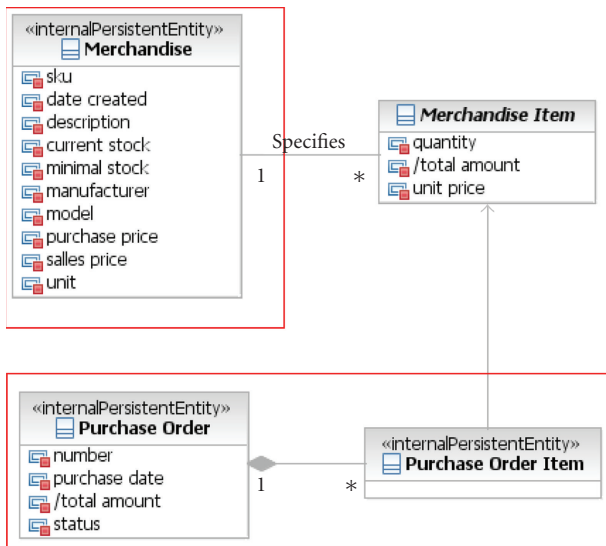 «internalPersistentEntity»
Merchandise
sku
date created
description
current stock
minimal stock
manufacturer
model
purchase price
salles price
unit
Specifies
1
*
Merchandise Item
quantity
/total amount
unit price
«internalPersistentEntity»
Purchase Order
number
purchase date
/total amount
status
1
*
«internalPersistentEntity»
Purchase Order Item